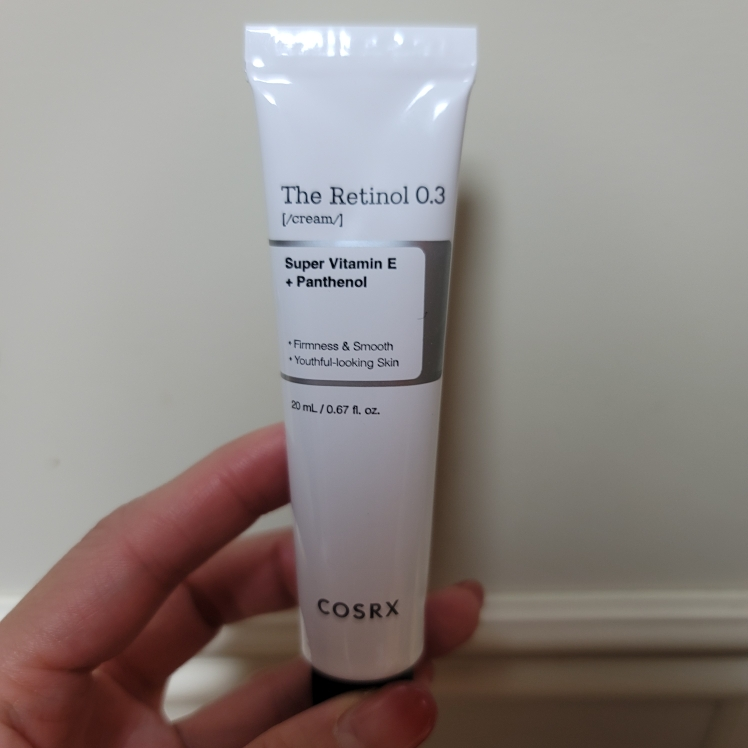 The Retinol 0.3
[/cream/]
Super Vitamin E
+ Panthenol
• Firmness & Smooth
• Youthful-looking Skin
20 mL / 0.67 fl. oz.
COSRX